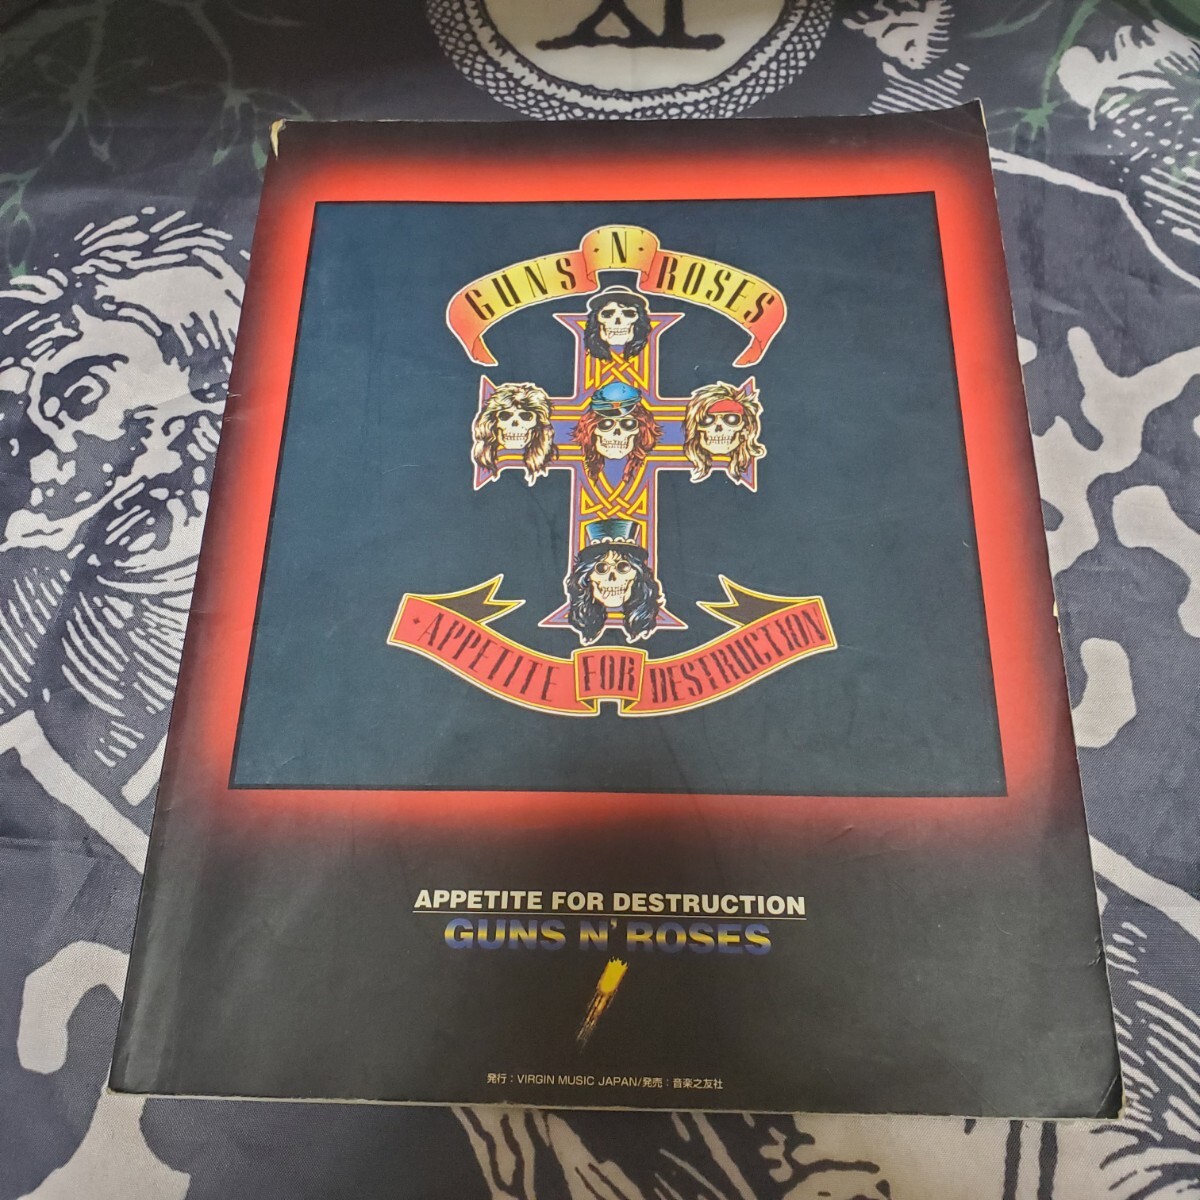 IX
GUNS ·N· ROSES
·APPETITE FOR DESTRUCTION
APPETITE FOR DESTRUCTION
GUNS N' ROSES
発行:VIRGIN MUSIC JAPAN/発売:音楽之友社